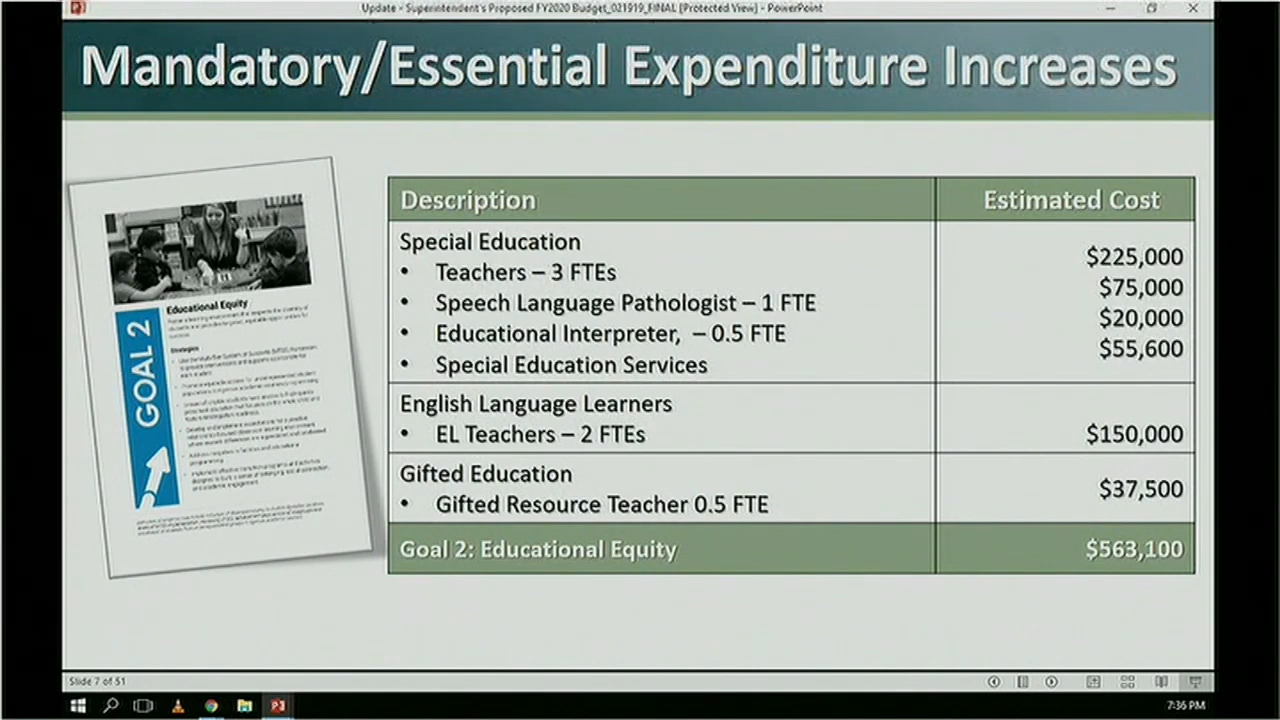 Update - Superintendent's Proposed FY2020 Budget_021919_FINAL [Protected View] - PowerPoint
Mandatory/Essential Expenditure Increases
Educational Equity
Strategies
GOAL 2
Description Estimated Cost
Special Education
• Teachers – 3 FTEs $225,000
• Speech Language Pathologist – 1 FTE $75,000
• Educational Interpreter, – 0.5 FTE $20,000
• Special Education Services $55,600
English Language Learners
• EL Teachers – 2 FTEs $150,000
Gifted Education
• Gifted Resource Teacher 0.5 FTE $37,500
Goal 2: Educational Equity $563,100
Slide 7 of 51
7:36 PM